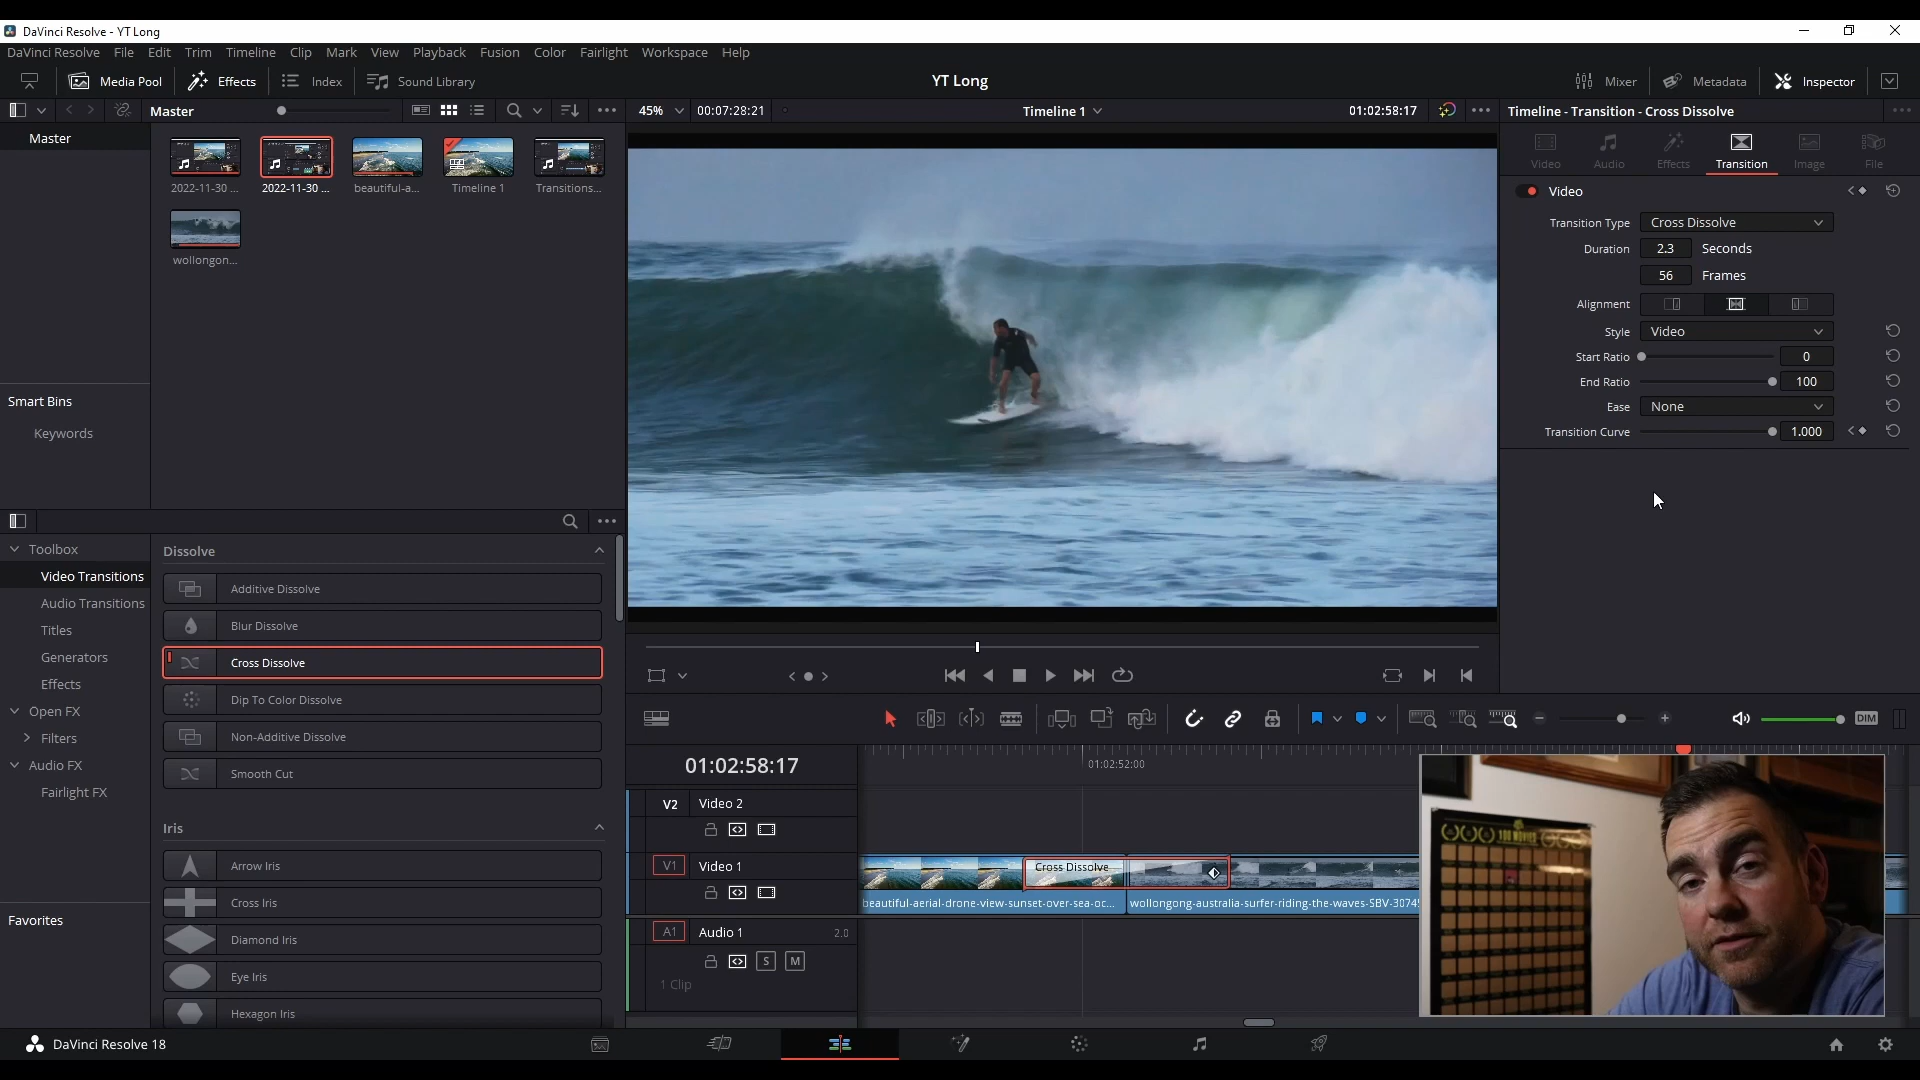 DaVinci Resolve - YT Long
DaVinci Resolve File Edit Trim Timeline Clip Mark View Playback Fusion Color Fairlight Workspace Help
Media Pool Effects Index Sound Library YT Long Mixer Metadata Inspector
Master 45% 00:07:28:21 Timeline 1 01:02:58:17 Timeline - Transition - Cross Dissolve
Master
2022-11-30 ... 2022-11-30 ... beautiful-a... Timeline 1 Transitions...
wollongon...
Smart Bins
Keywords
Video Audio Effects Transition Image File
Video
Transition Type Cross Dissolve
Duration 2.3 Seconds
56 Frames
Alignment
Style Video
Start Ratio 0
End Ratio 100
Ease None
Transition Curve 1.000
Toolbox
Video Transitions
Audio Transitions
Titles
Generators
Effects
Open FX
Filters
Audio FX
Fairlight FX
Favorites
Dissolve
Additive Dissolve
Blur Dissolve
Cross Dissolve
Dip To Color Dissolve
Non-Additive Dissolve
Smooth Cut
Iris
Arrow Iris
Cross Iris
Diamond Iris
Eye Iris
Hexagon Iris
DIM
01:02:58:17
01:02:52:00
V2 Video 2
V1 Video 1
Cross Dissolve
beautiful-aerial-drone-view-sunset-over-sea-oc... wollongong-australia-surfer-riding-the-waves-SBV-30745
A1 Audio 1 2.0
S M
1 Clip
100 MOVIES
DaVinci Resolve 18